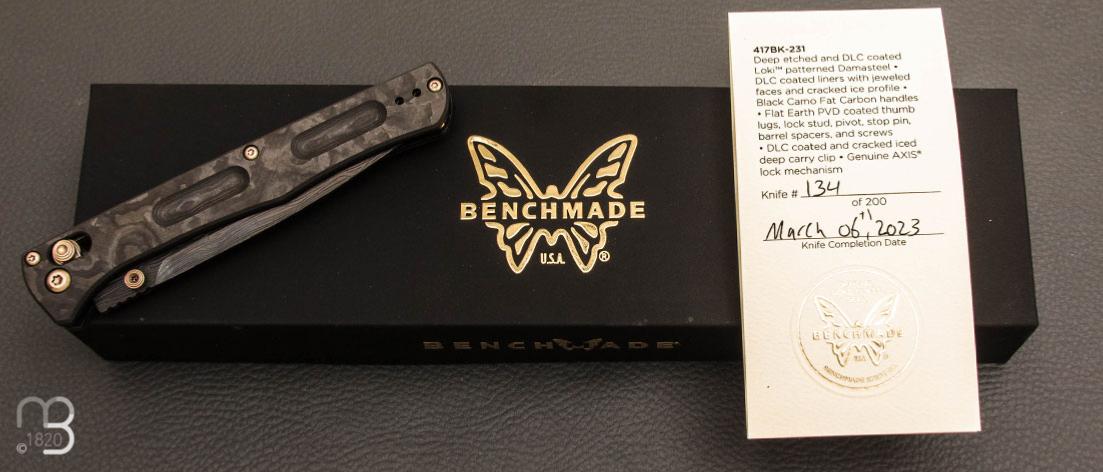 BENCHMADE
U.S.A. ®
BENCHMADE®
417BK-231
Deep etched and DLC coated
Loki™ patterned Damasteel •
DLC coated liners with jeweled
faces and cracked ice profile •
Black Camo Fat Carbon handles
• Flat Earth PVD coated thumb
lugs, lock stud, pivot, stop pin,
barrel spacers, and screws
• DLC coated and cracked iced
deep carry clip • Genuine AXIS®
lock mechanism
Knife # 134
of 200
March 06th, 2023
Knife Completion Date
BENCHMADE
USA ®
©1820